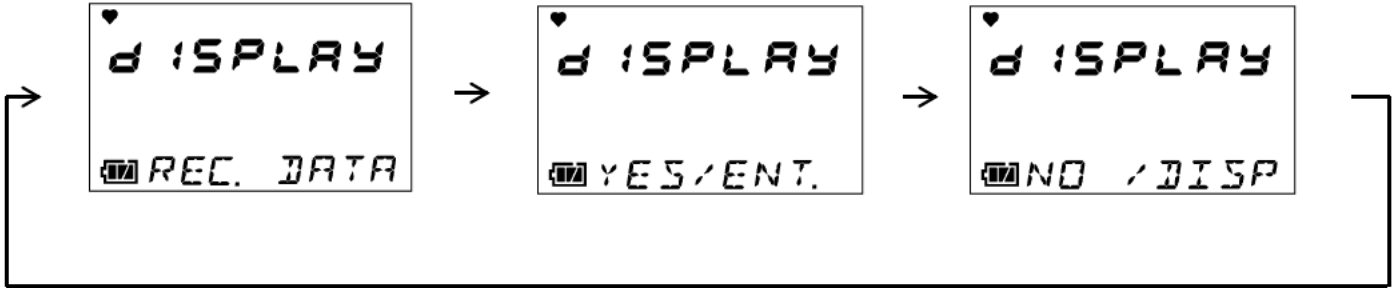 dISPLAY
REC. DATA
dISPLAY
YES/ENT.
dISPLAY
NO /DISP